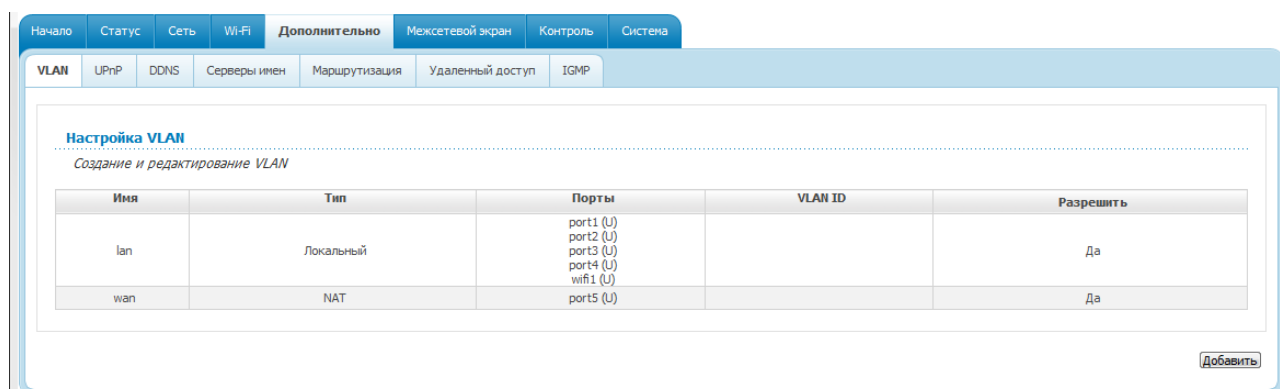 Начало Статус Сеть Wi-Fi Дополнительно Межсетевой экран Контроль Система
VLAN UPnP DDNS Серверы имен Маршрутизация Удаленный доступ IGMP
Настройка VLAN
Создание и редактирование VLAN
Имя Тип Порты VLAN ID Разрешить
port1 (U)
port2 (U)
lan Локальный port3 (U) Да
port4 (U)
wifi1 (U)
wan NAT port5 (U) Да
Добавить